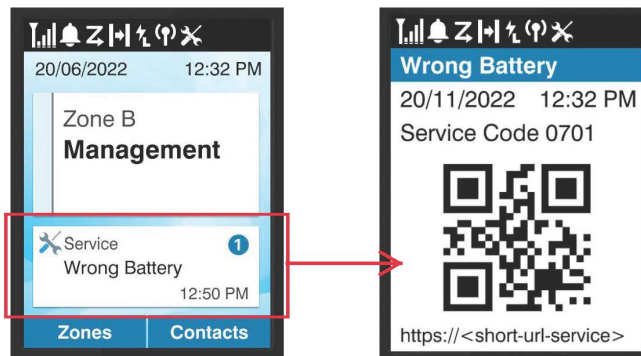 20/06/2022 12:32 PM
Zone B
Management
Service 1
Wrong Battery
12:50 PM
Zones Contacts
Wrong Battery
20/11/2022 12:32 PM
Service Code 0701
https://<short-url-service>